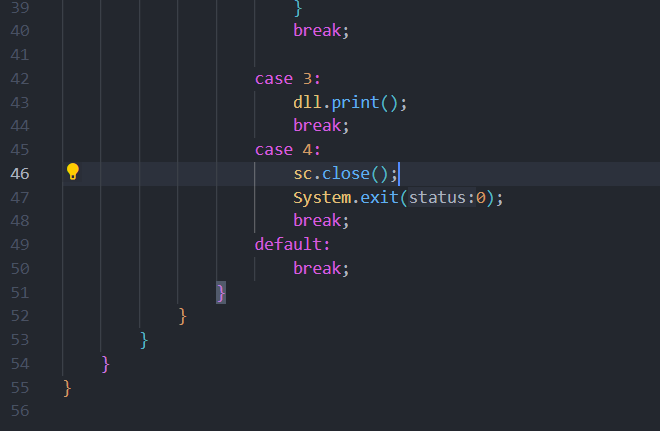 39 }
40 break;
41
42 case 3:
43 dll.print();
44 break;
45 case 4:
46 sc.close();
47 System.exit(status:0);
48 break;
49 default:
50 break;
51 }
52 }
53 }
54 }
55 }
56